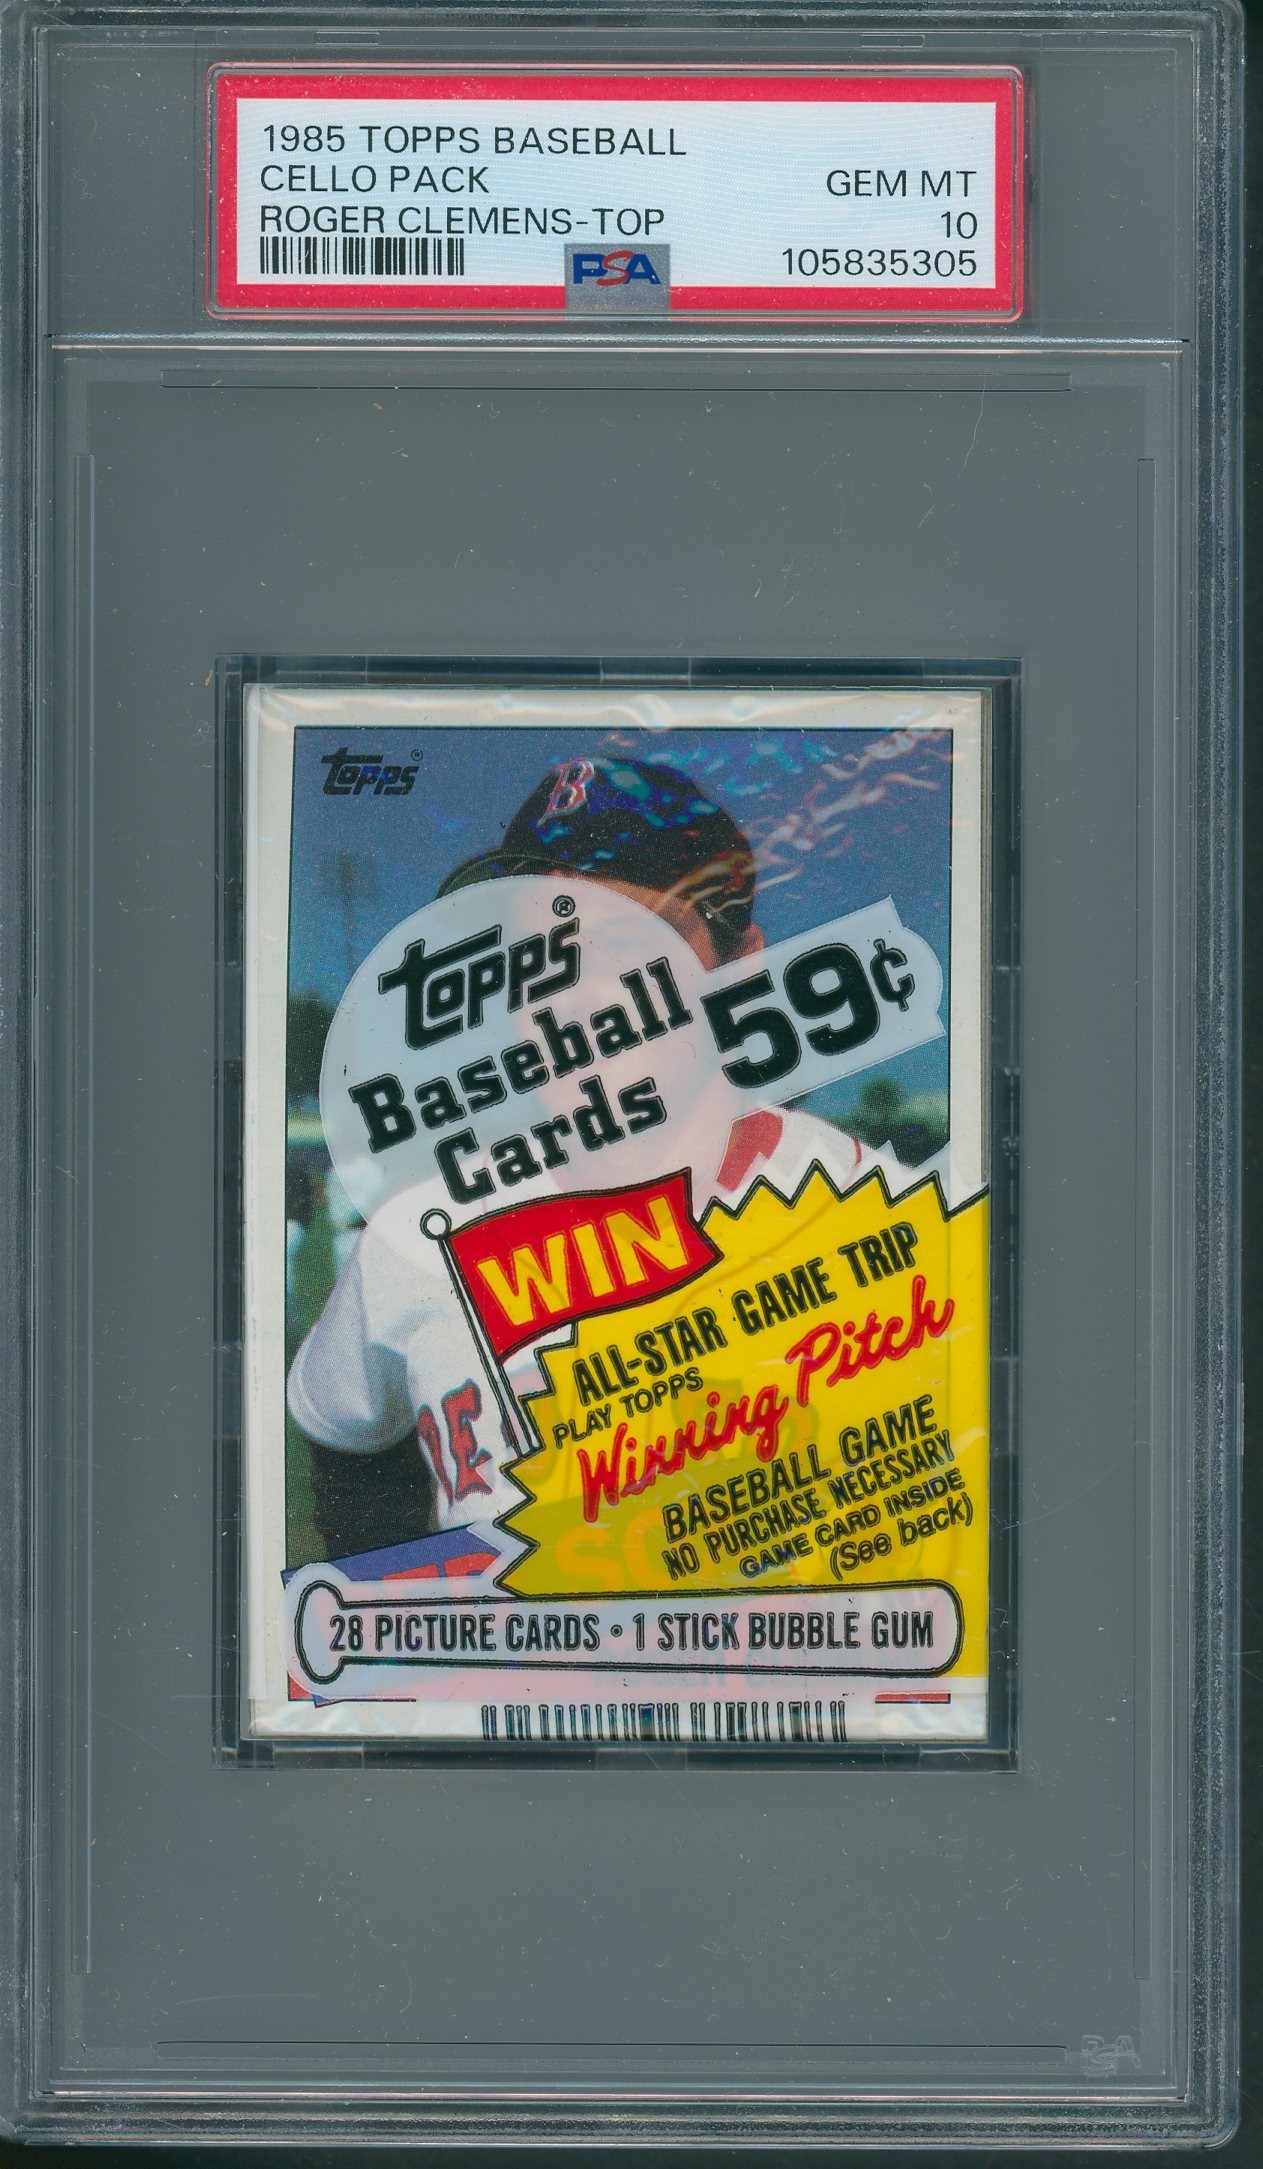 1985 TOPPS BASEBALL
CELLO PACK
ROGER CLEMENS-TOP
GEM MT
10
105835305
PSA
topps®
B
topps®
Baseball
Cards
59¢
WIN
ALL-STAR GAME TRIP
PLAY TOPPS
Winning Pitch
BASEBALL GAME
NO PURCHASE NECESSARY
GAME CARD INSIDE
(See back)
RE
28 PICTURE CARDS • 1 STICK BUBBLE GUM
PSA